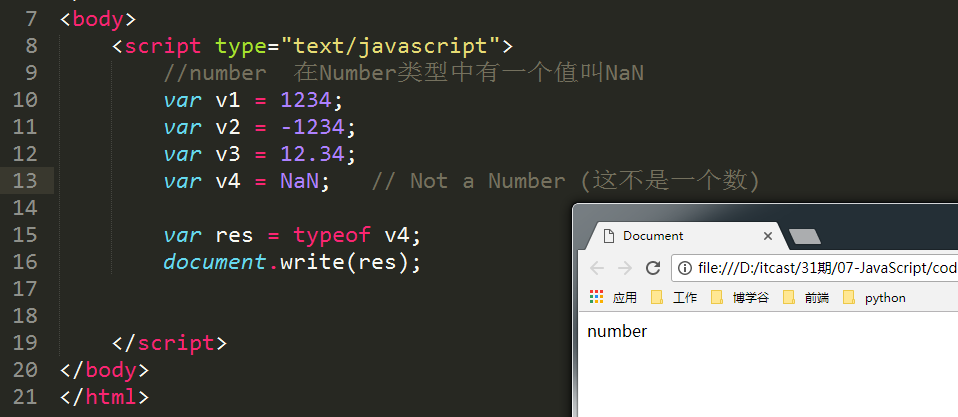 7 <body>
8 <script type="text/javascript">
9 //number 在Number类型中有一个值叫NaN
10 var v1 = 1234;
11 var v2 = -1234;
12 var v3 = 12.34;
13 var v4 = NaN; // Not a Number (这不是一个数)
14
15 var res = typeof v4;
16 document.write(res);
17
18
19 </script>
20 </body>
21 </html>
Document
file:///D:/itcast/31期/07-JavaScript/cod
应用 工作 博学谷 前端 python
number